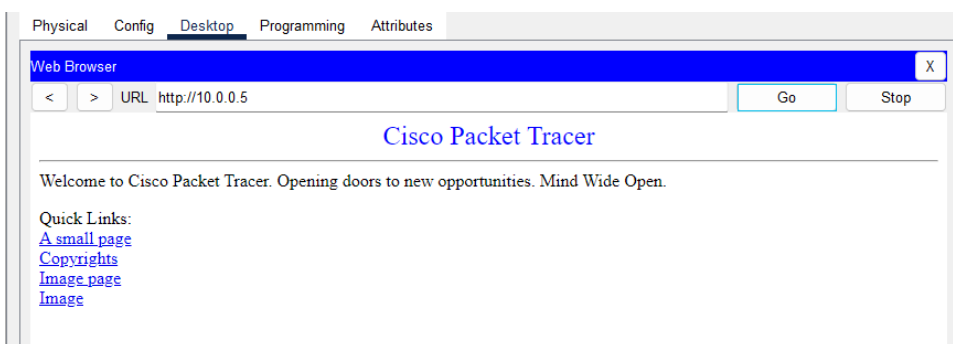 Physical Config Desktop Programming Attributes
Web Browser X
< > URL http://10.0.0.5 Go Stop
Cisco Packet Tracer
Welcome to Cisco Packet Tracer. Opening doors to new opportunities. Mind Wide Open.
Quick Links:
A small page
Copyrights
Image page
Image